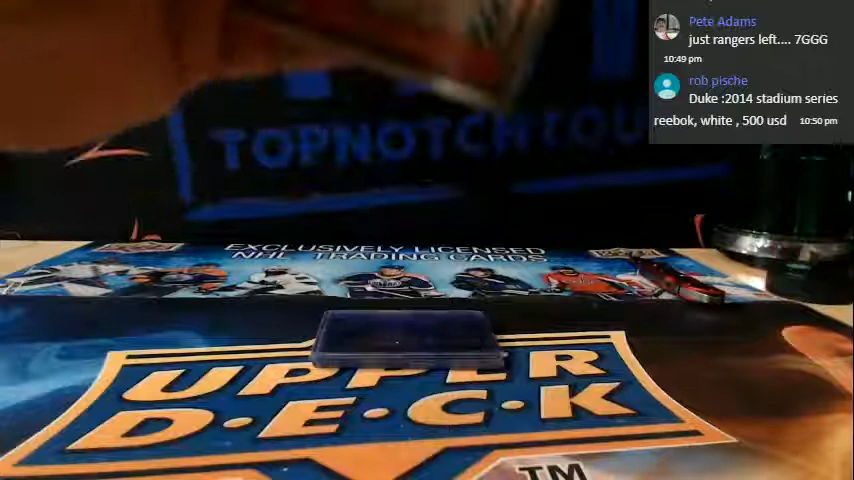 Pete Adams
just rangers left.... 7GGG
10:49 pm
rob pische
Duke :2014 stadium series
reebok, white , 500 usd 10:50 pm
TOPNOTCH
EXCLUSIVELY LICENSED
NHL TRADING CARDS
UPPER
D·E·C·K
TM